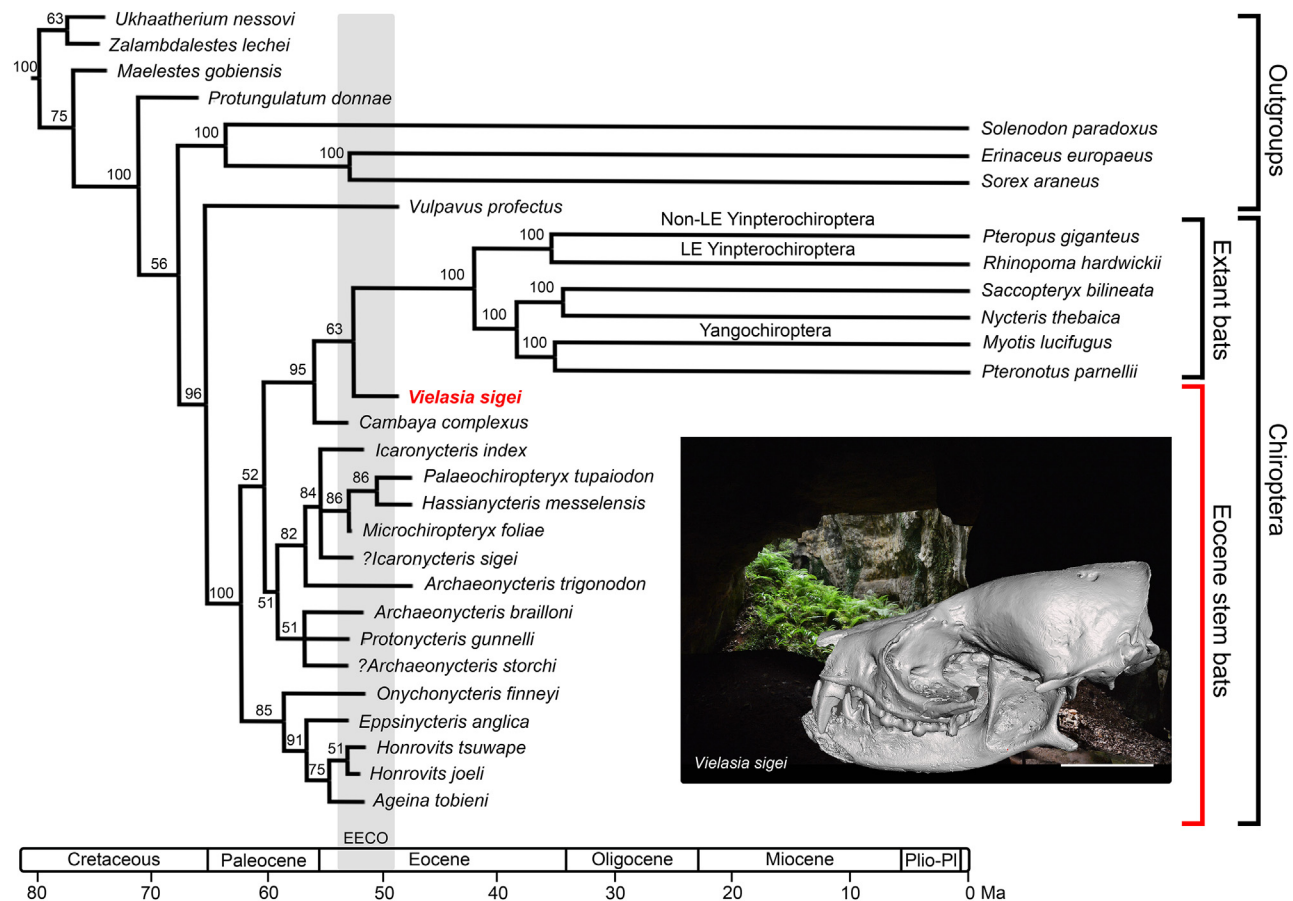 63
Ukhaatherium nessovi
Zalambdalestes lechei
100
Maelestes gobiensis
75
Protungulatum donnae
100
100
Solenodon paradoxus
100
Erinaceus europaeus
Sorex araneus
Outgroups
Vulpavus profectus
56
Non-LE Yinpterochiroptera
100
Pteropus giganteus
LE Yinpterochiroptera
Rhinopoma hardwickii
100
100
Saccopteryx bilineata
100
Nycteris thebaica
Yangochiroptera
100
Myotis lucifugus
Pteronotus parnellii
Extant bats
63
95
96
Vielasia sigei
Cambaya complexus
Icaronycteris index
52
86
Palaeochiropteryx tupaiodon
84
86
Hassianycteris messelensis
Microchiropteryx foliae
82
?Icaronycteris sigei
100
Archaeonycteris trigonodon
51
Archaeonycteris brailloni
51
Protonycteris gunnelli
?Archaeonycteris storchi
85
Onychonycteris finneyi
Eppsinycteris anglica
91
51
Honrovits tsuwape
75
Honrovits joeli
Ageina tobieni
Vielasia sigei
Eocene stem bats
Chiroptera
EECO
Cretaceous
Paleocene
Eocene
Oligocene
Miocene
Plio-Pl
80
70
60
50
40
30
20
10
0 Ma